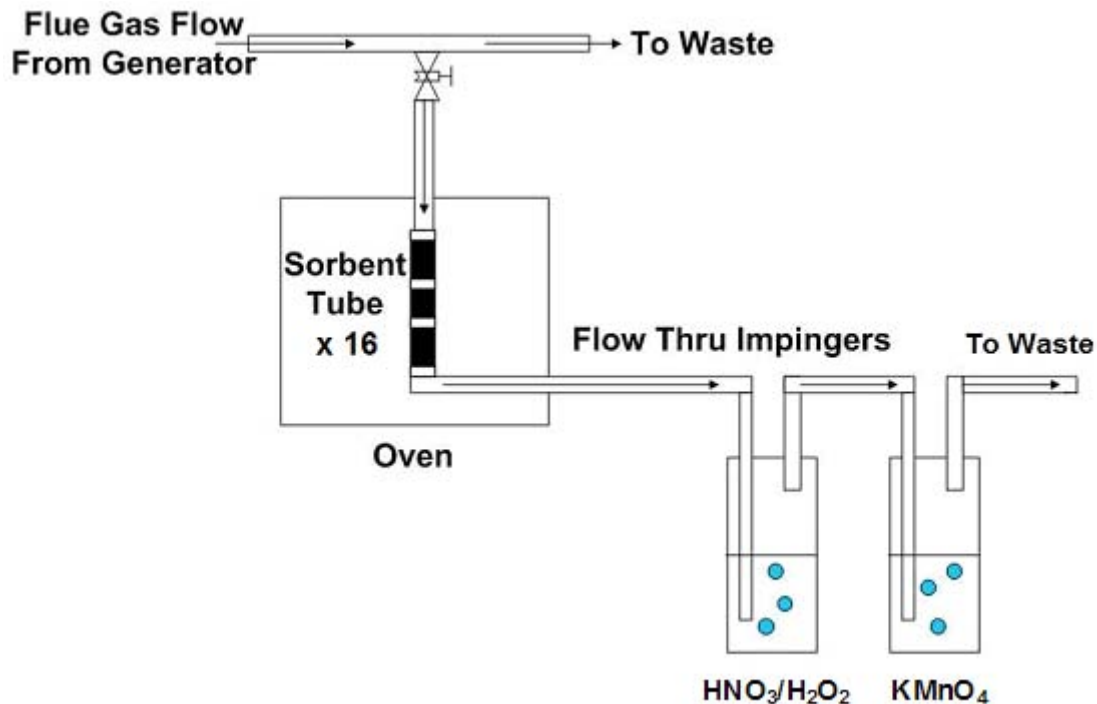 Flue Gas Flow
From Generator
To Waste
Sorbent
Tube
x 16
Oven
Flow Thru Impingers
To Waste
HNO₃/H₂O₂
KMnO₄